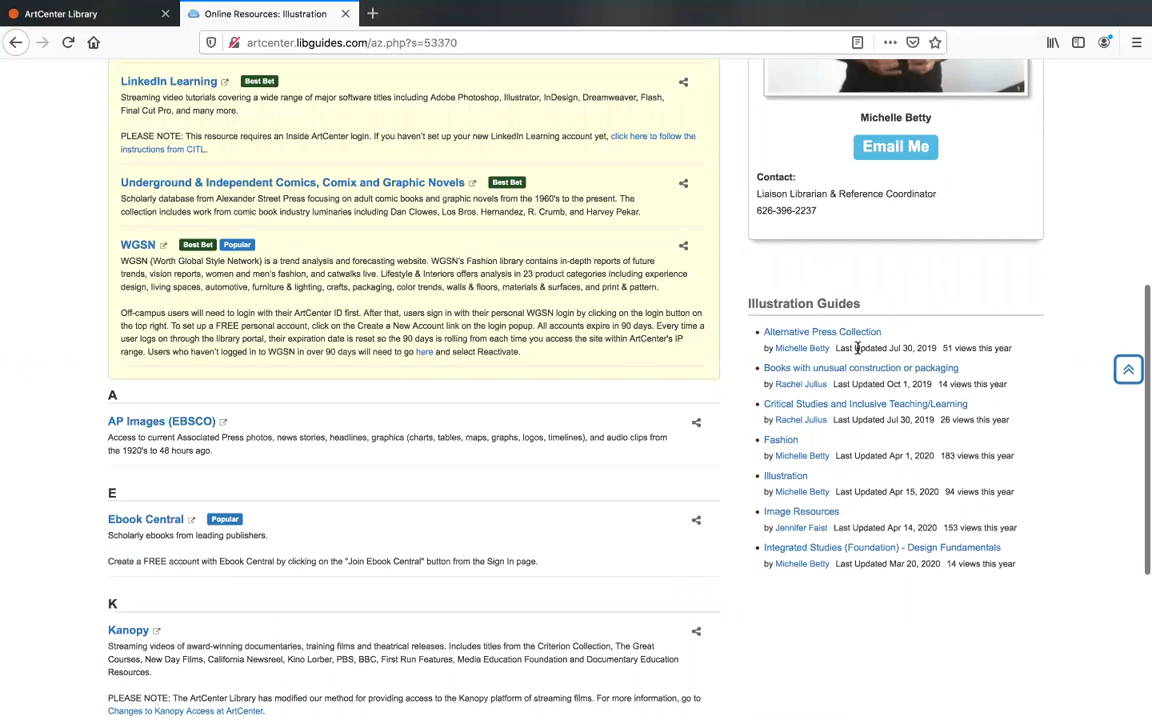 ArtCenter Library
Online Resources: Illustration
artcenter.libguides.com/az.php?s=53370
LinkedIn Learning Best Bet
Streaming video tutorials covering a wide range of major software titles including Adobe Photoshop, Illustrator, InDesign, Dreamweaver, Flash,
Final Cut Pro, and many more.
PLEASE NOTE: This resource requires an Inside ArtCenter login. If you haven't set up your new LinkedIn Learning account yet, click here to follow the
instructions from CITL.
Underground & Independent Comics, Comix and Graphic Novels Best Bet
Scholarly database from Alexander Street Press focusing on adult comic books and graphic novels from the 1960's to the present. The
collection includes work from comic book industry luminaries including Dan Clowes, Los Bros. Hernandez, R. Crumb, and Harvey Pekar.
WGSN Best Bet Popular
WGSN (Worth Global Style Network) is a trend analysis and forecasting website. WGSN's Fashion library contains in-depth reports of future
trends, vision reports, women and men's fashion, and catwalks live. Lifestyle & Interiors offers analysis in 23 product categories including experience
design, living spaces, automotive, furniture & lighting, crafts, packaging, color trends, walls & floors, materials & surfaces, and print & pattern.
Off-campus users will need to login with their ArtCenter ID first. After that, users sign in with their personal WGSN login by clicking on the login button on
the top right. To set up a FREE personal account, click on the Create a New Account link on the login popup. All accounts expire in 90 days. Every time a
user logs on through the library portal, their expiration date is reset so the 90 days is rolling from each time you access the site within ArtCenter's IP
range. Users who haven't logged in to WGSN in over 90 days will need to go here and select Reactivate.
A
AP Images (EBSCO)
Access to current Associated Press photos, news stories, headlines, graphics (charts, tables, maps, graphs, logos, timelines), and audio clips from
the 1920's to 48 hours ago.
E
Ebook Central Popular
Scholarly ebooks from leading publishers.
Create a FREE account with Ebook Central by clicking on the "Join Ebook Central" button from the Sign In page.
K
Kanopy
Streaming videos of award-winning documentaries, training films and theatrical releases. Includes titles from the Criterion Collection, The Great
Courses, New Day Films, California Newsreel, Kino Lorber, PBS, BBC, First Run Features, Media Education Foundation and Documentary Education
Resources.
PLEASE NOTE: The ArtCenter Library has modified our method for providing access to the Kanopy platform of streaming films. For more information, go to
Changes to Kanopy Access at ArtCenter.
Michelle Betty
Email Me
Contact:
Liaison Librarian & Reference Coordinator
626-396-2237
Illustration Guides
• Alternative Press Collection
by Michelle Betty Last Updated Jul 30, 2019 51 views this year
• Books with unusual construction or packaging
by Rachel Julius Last Updated Oct 1, 2019 14 views this year
• Critical Studies and Inclusive Teaching/Learning
by Rachel Julius Last Updated Jul 30, 2019 26 views this year
• Fashion
by Michelle Betty Last Updated Apr 1, 2020 183 views this year
• Illustration
by Michelle Betty Last Updated Apr 15, 2020 94 views this year
• Image Resources
by Jennifer Faist Last Updated Apr 14, 2020 153 views this year
• Integrated Studies (Foundation) - Design Fundamentals
by Michelle Betty Last Updated Mar 20, 2020 14 views this year